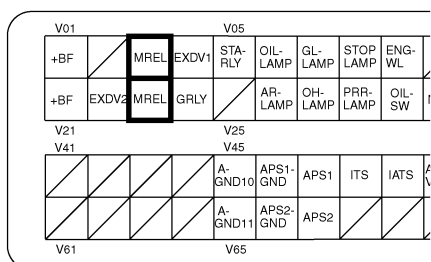 V01 V05
+BF MREL EXDV1 STA-RLY OIL-LAMP GL-LAMP STOP LAMP ENG-WL
+BF EXDV2 MREL GRLY AR-LAMP OH-LAMP PRR-LAMP OIL-SW
V21 V25
V41 V45
A-GND10 APS1-GND APS1 ITS IATS
A-GND11 APS2-GND APS2
V61 V65